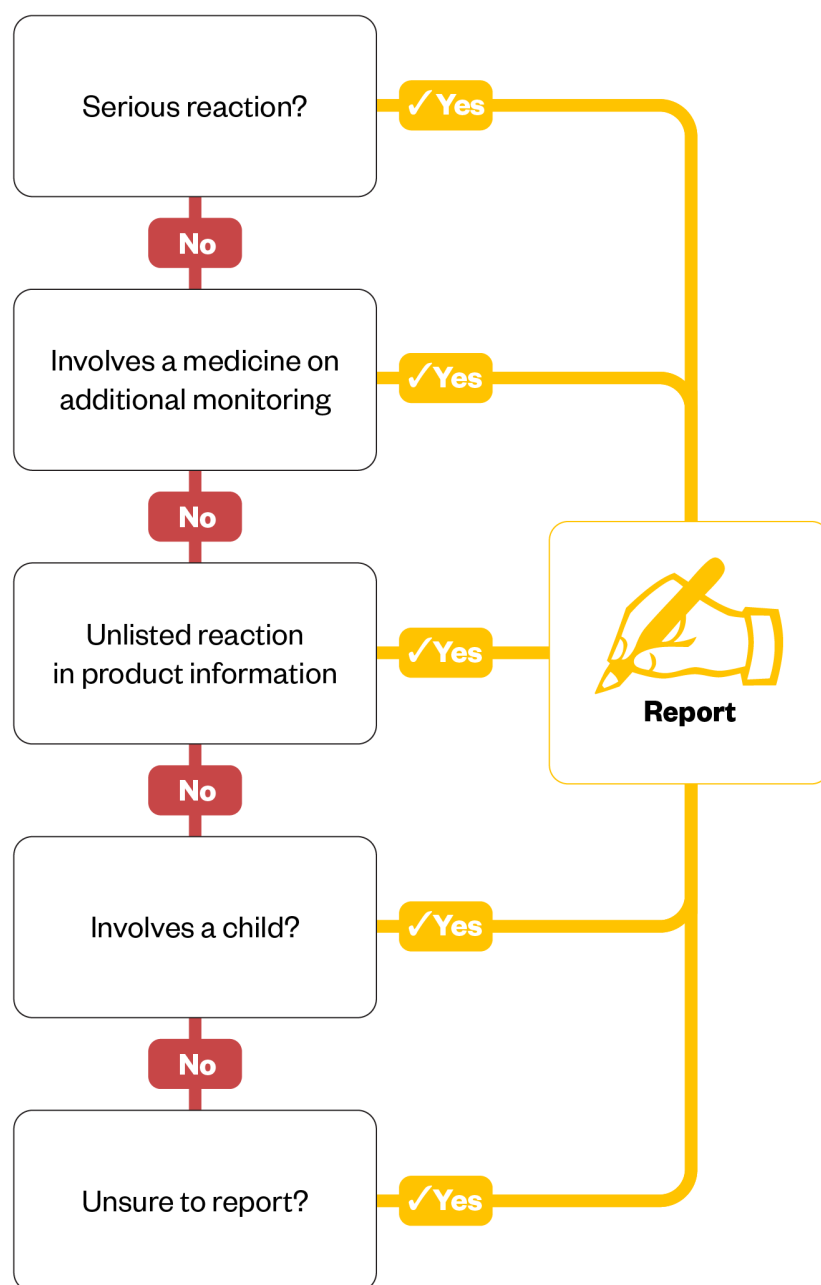 Serious reaction?
✓Yes
No
Involves a medicine on
additional monitoring
✓Yes
No
Unlisted reaction
in product information
✓Yes
Report
No
Involves a child?
✓Yes
No
Unsure to report?
✓Yes